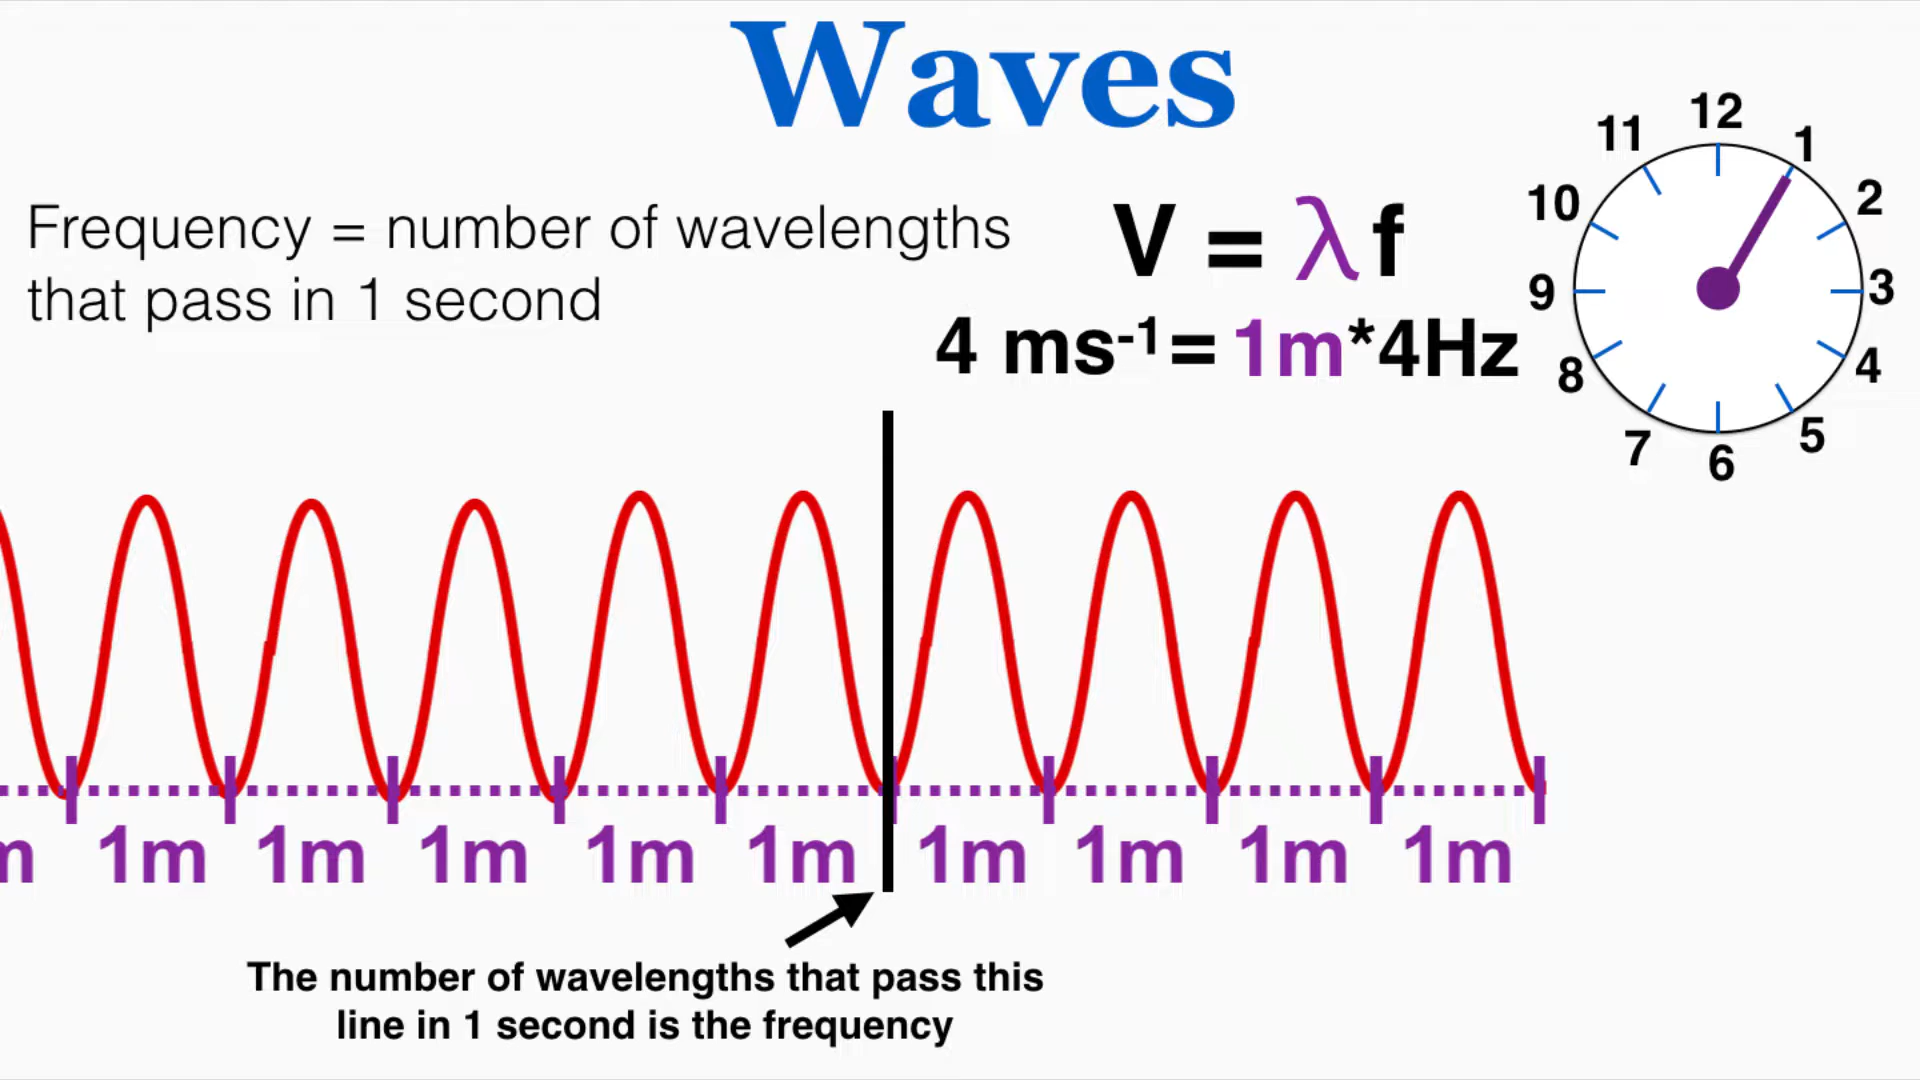 Waves
Frequency = number of wavelengths
that pass in 1 second
V = λ f
4 ms⁻¹= 1m*4Hz
12
1
2
3
4
5
6
7
8
9
10
11
m 1m 1m 1m 1m 1m 1m 1m 1m 1m
The number of wavelengths that pass this
line in 1 second is the frequency